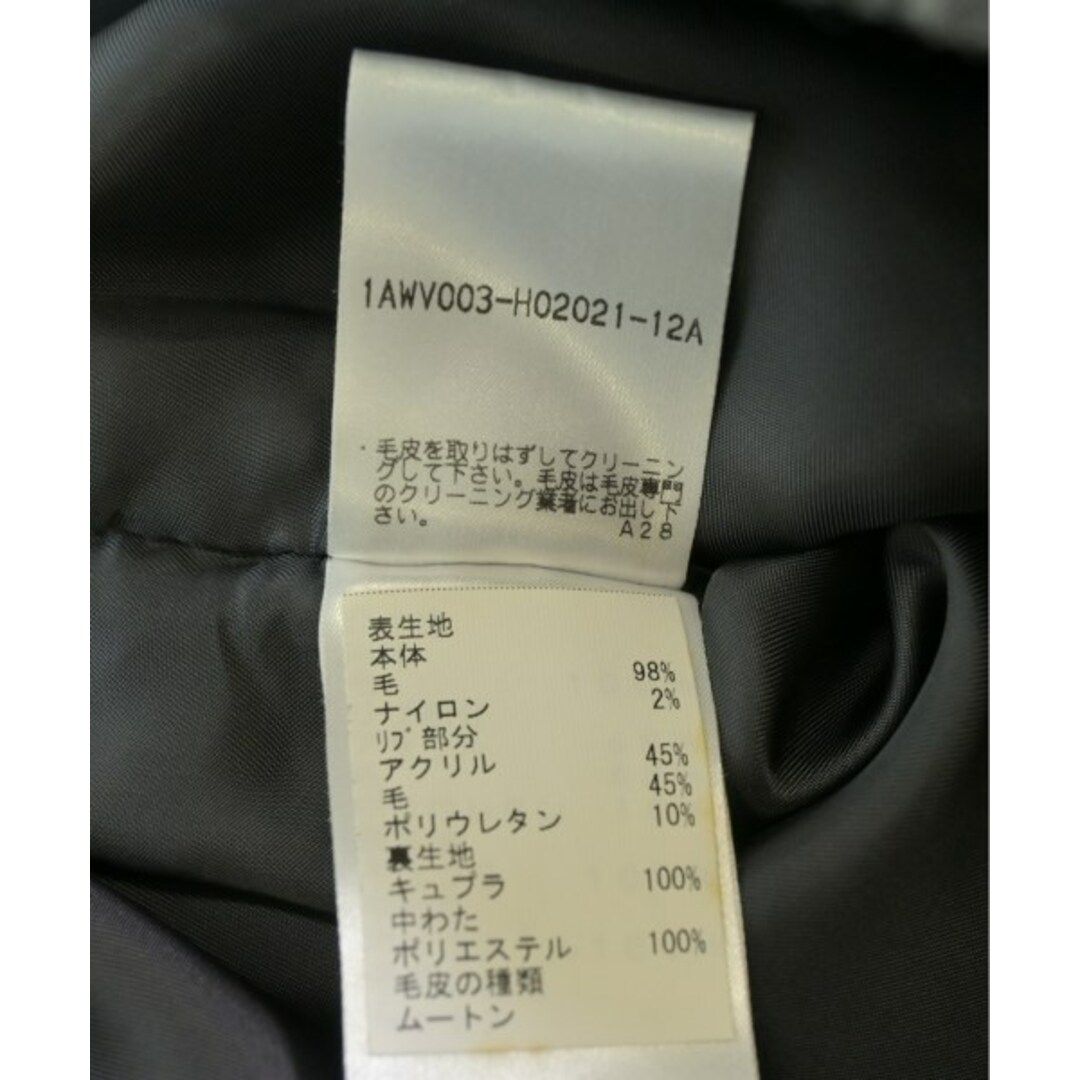 1AWV003-H02021-12A
・毛皮を取りはずしてクリーニン
グして下さい。毛皮は毛皮専門
のクリーニング業者にお出し下
さい。
A28
表生地
本体
毛 98%
ナイロン 2%
ﾘﾌﾞ部分
アクリル 45%
毛 45%
ポリウレタン 10%
裏生地
キュプラ 100%
中わた
ポリエステル 100%
毛皮の種類
ムートン